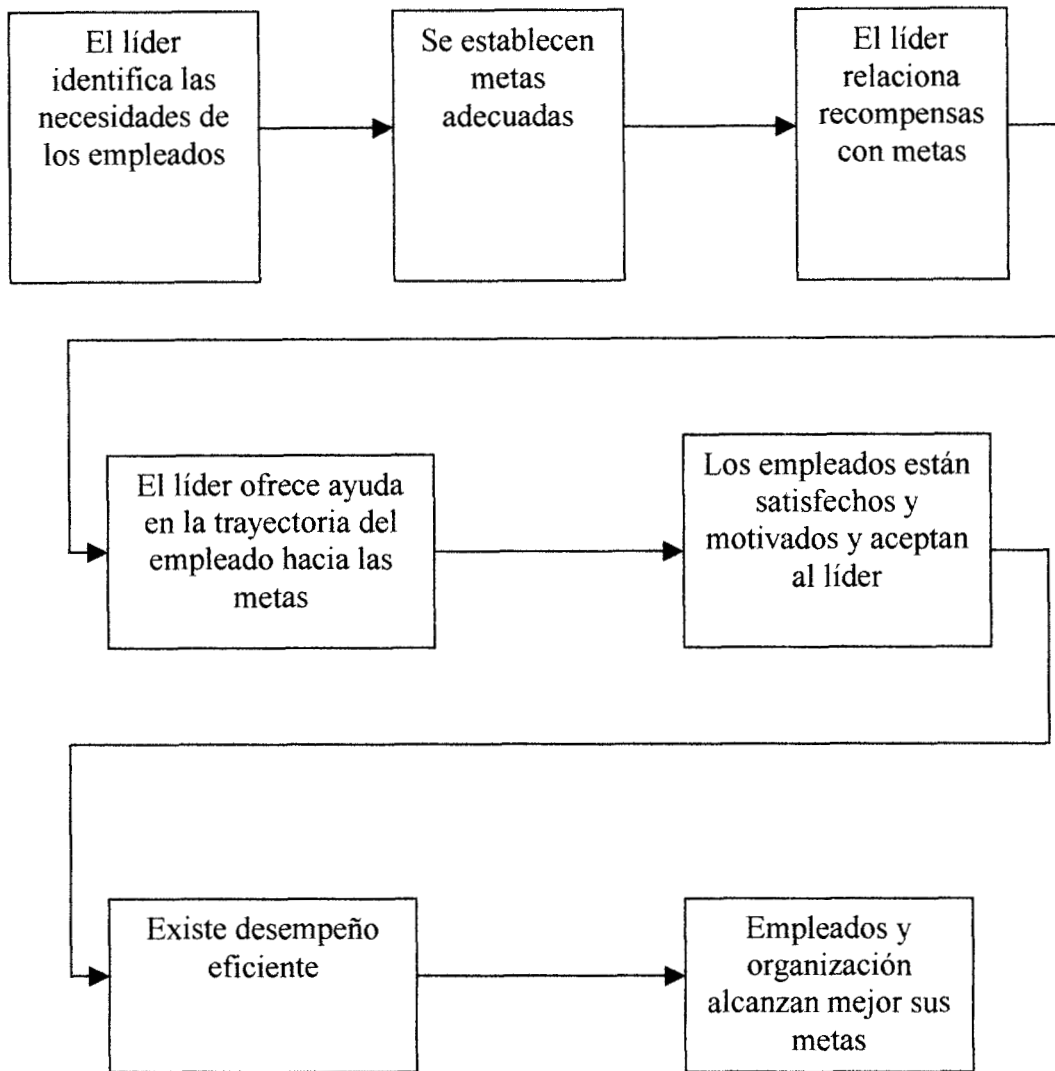 El líder
identifica las
necesidades de
los empleados
Se establecen
metas
adecuadas
El líder
relaciona
recompensas
con metas
El líder ofrece ayuda
en la trayectoria del
empleado hacia las
metas
Los empleados están
satisfechos y
motivados y aceptan
al líder
Existe desempeño
eficiente
Empleados y
organización
alcanzan mejor sus
metas